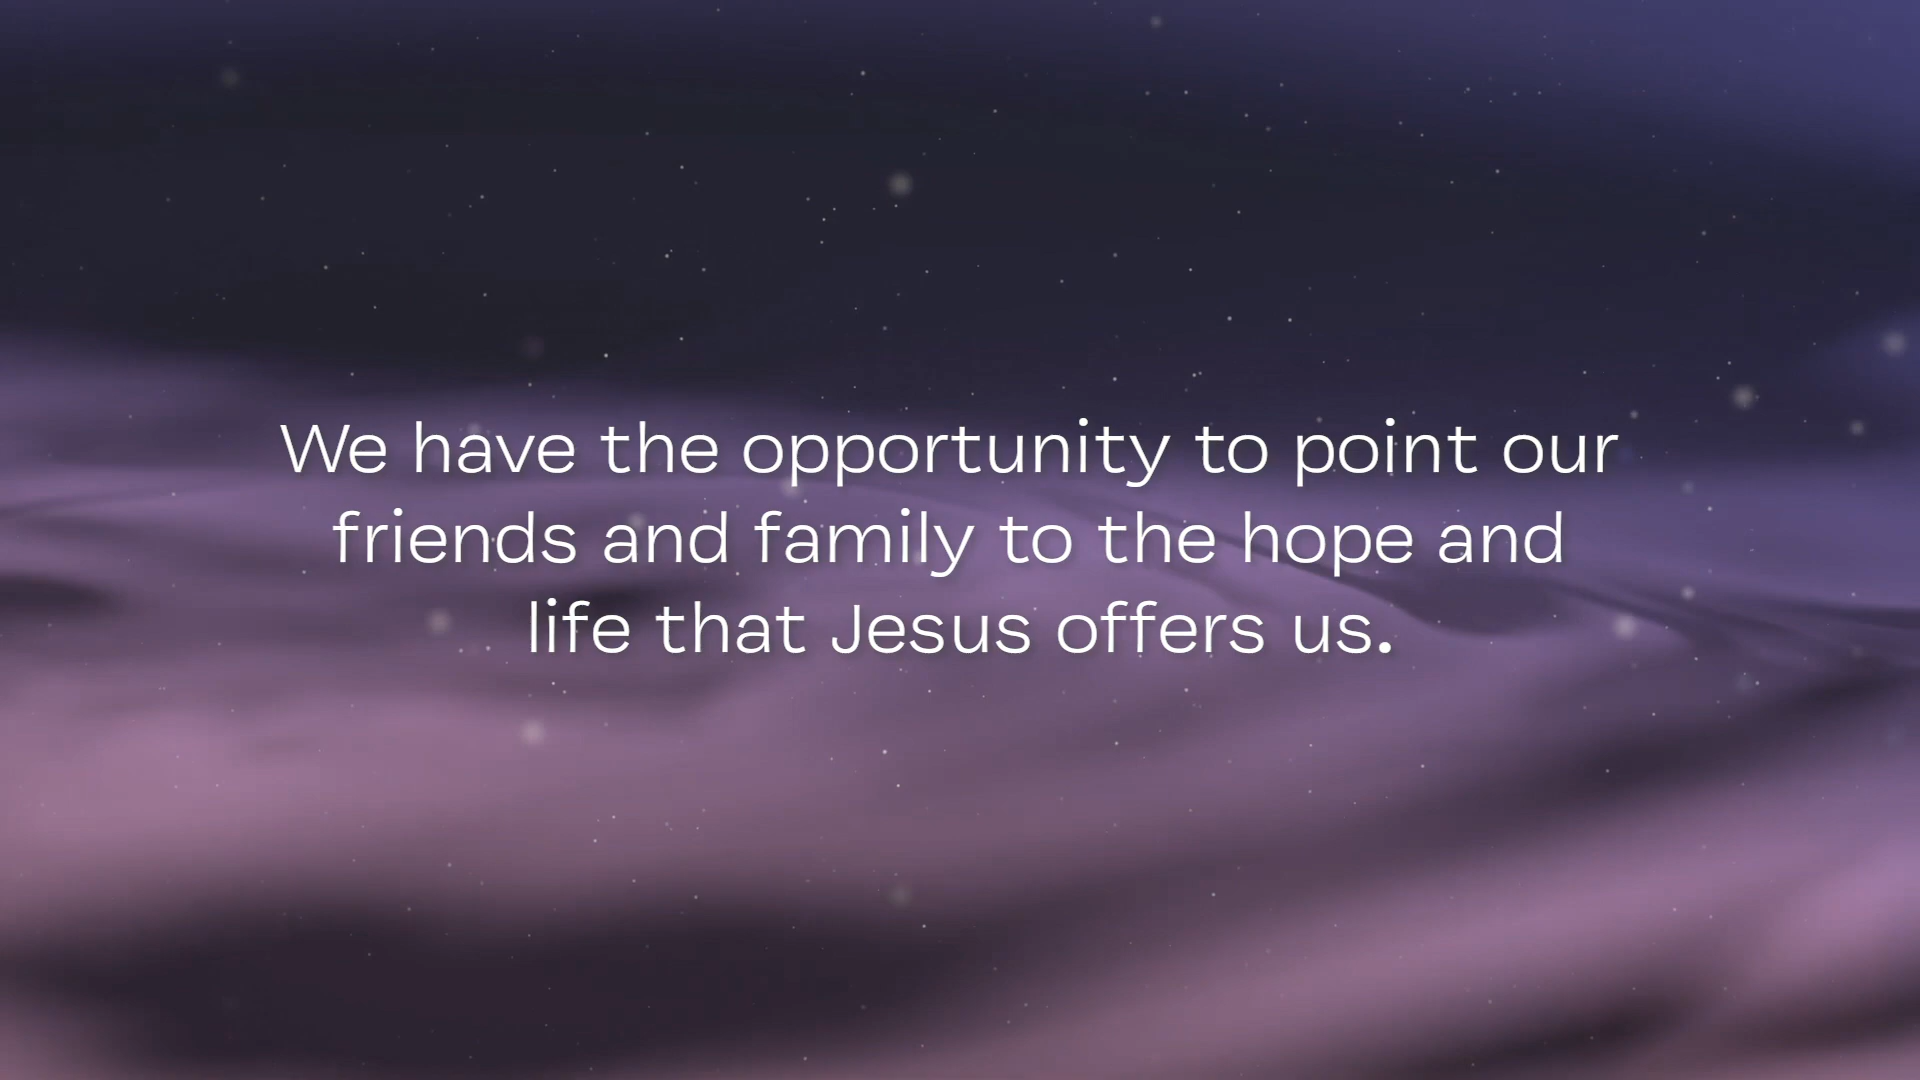 We have the opportunity to point our
friends and family to the hope and
life that Jesus offers us.